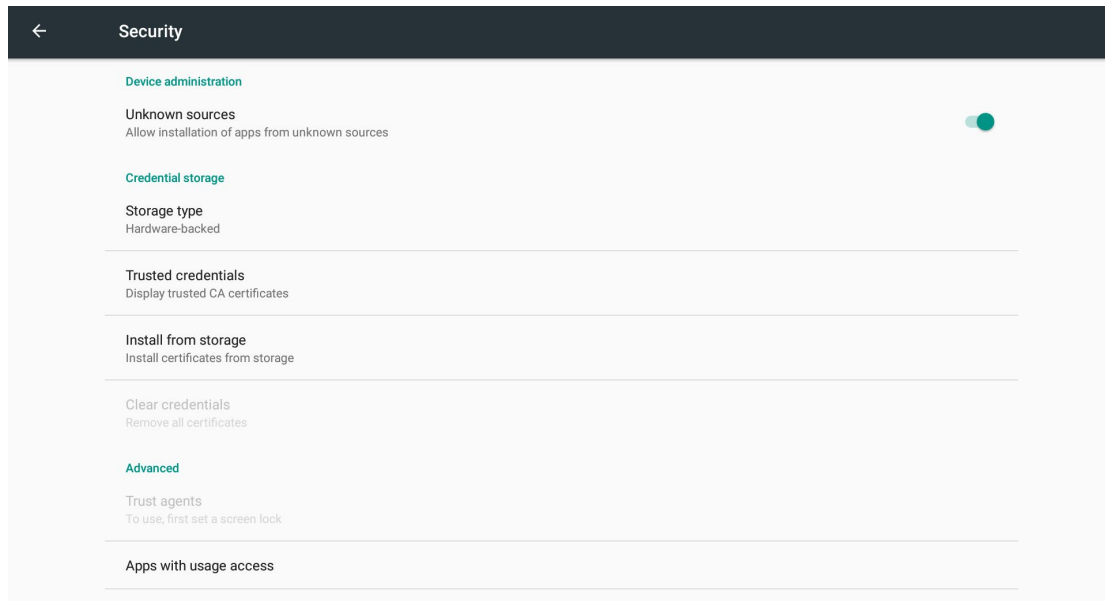 Security
Device administration
Unknown sources
Allow installation of apps from unknown sources
Credential storage
Storage type
Hardware-backed
Trusted credentials
Display trusted CA certificates
Install from storage
Install certificates from storage
Clear credentials
Remove all certificates
Advanced
Trust agents
To use, first set a screen lock
Apps with usage access